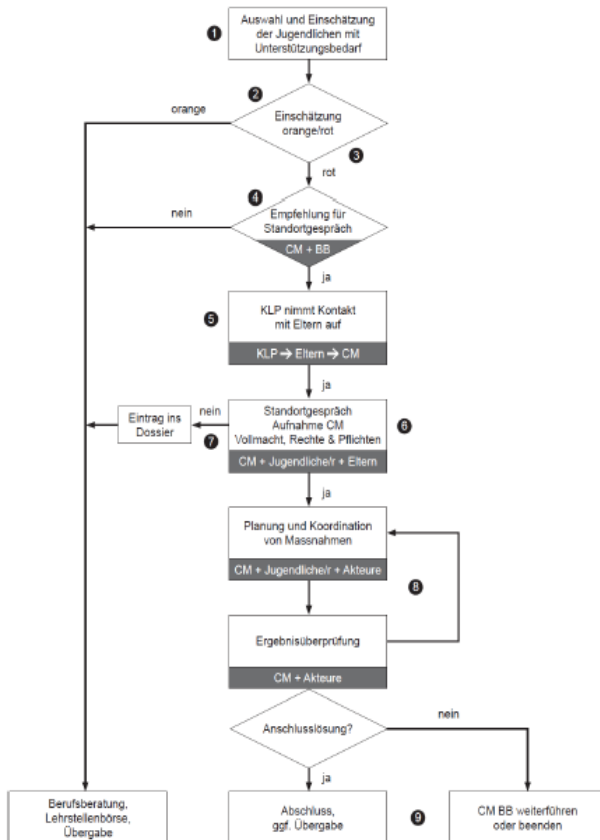 1
Auswahl und Einschätzung
der Jugendlichen mit
Unterstützungsbedarf
2
orange
Einschätzung
orange/rot
3
rot
4
nein
Empfehlung für
Standortgespräch
CM + BB
ja
5
KLP nimmt Kontakt
mit Eltern auf
KLP → Eltern → CM
ja
Eintrag ins
Dossier
nein
7
Standortgespräch
Aufnahme CM
Vollmacht, Rechte & Pflichten
CM + Jugendliche/r + Eltern
6
ja
Planung und Koordination
von Massnahmen
CM + Jugendliche/r + Akteure
8
Ergebnisüberprüfung
CM + Akteure
Anschlusslösung?
nein
ja
Berufsberatung,
Lehrstellenbörse,
Übergabe
Abschluss,
ggf. Übergabe
9
CM BB weiterführen
oder beenden